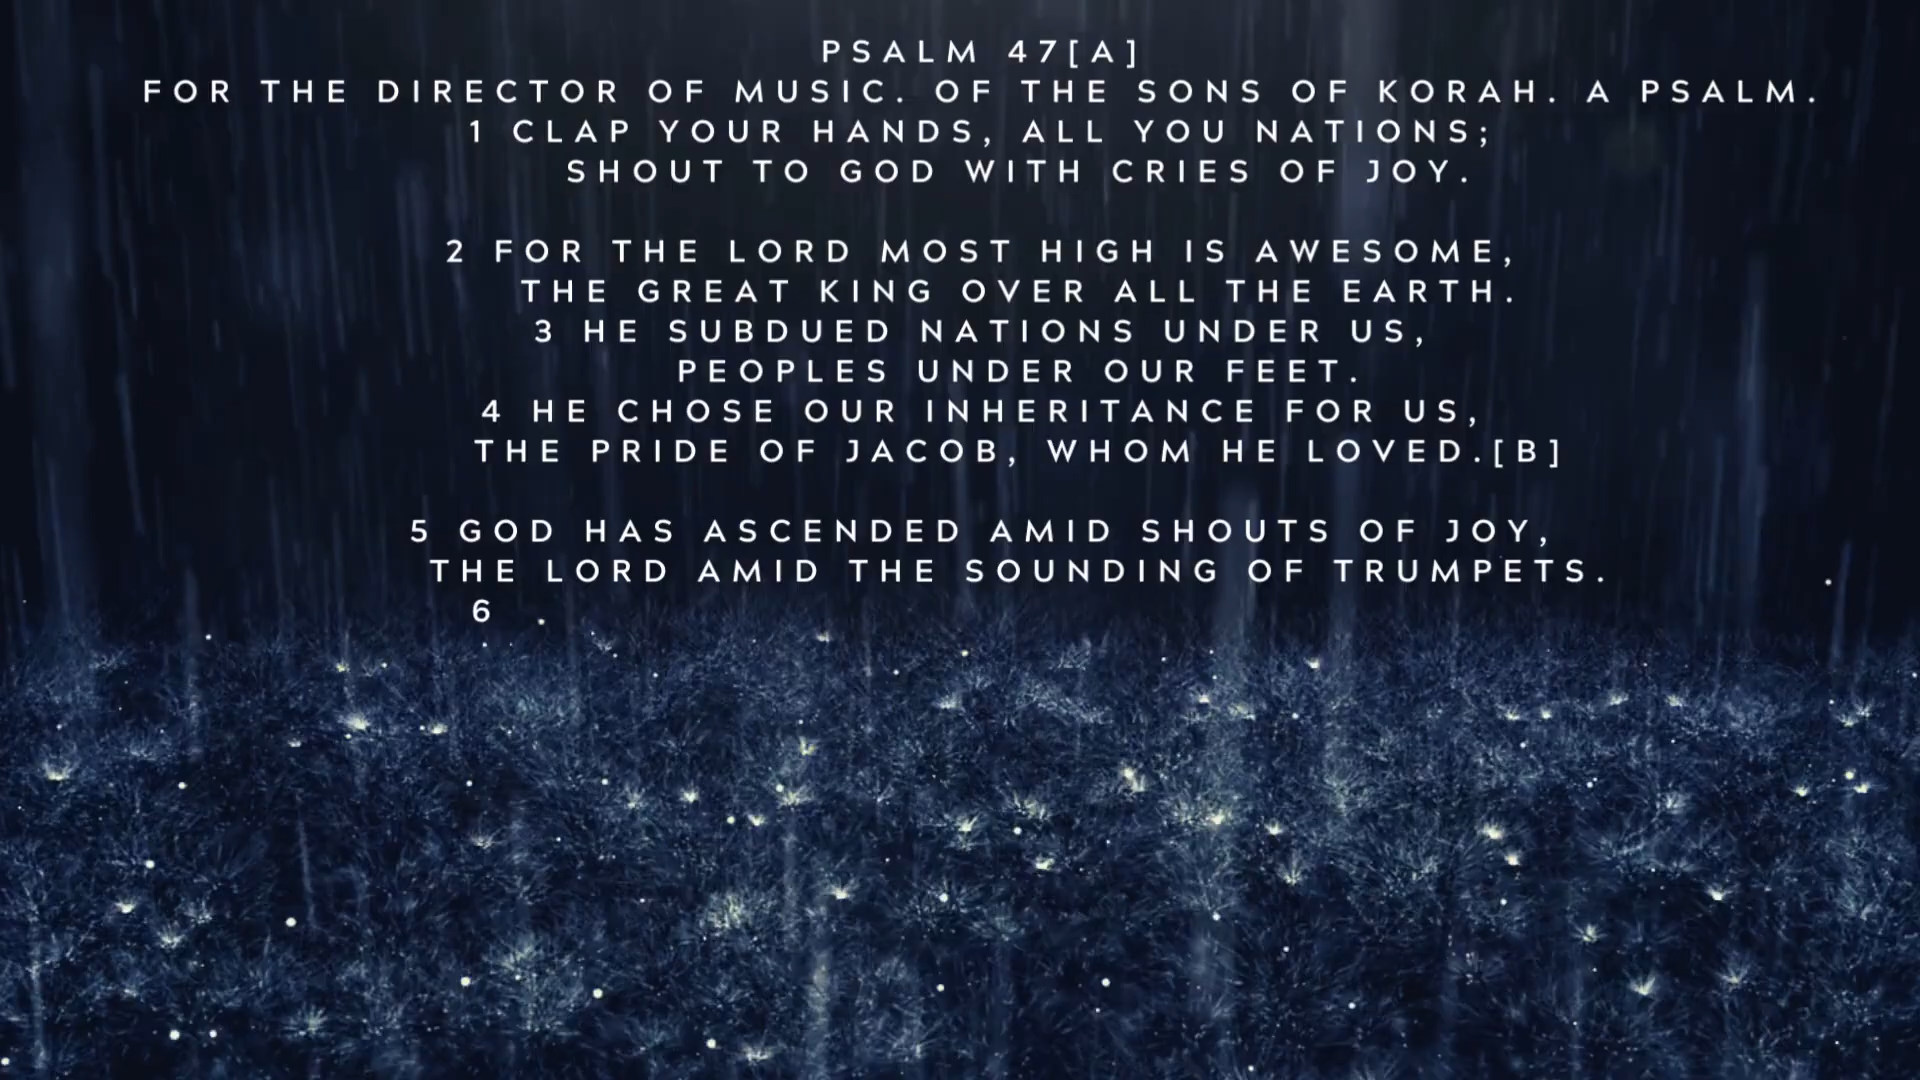 PSALM 47[A]
FOR THE DIRECTOR OF MUSIC. OF THE SONS OF KORAH. A PSALM.
1 CLAP YOUR HANDS, ALL YOU NATIONS;
SHOUT TO GOD WITH CRIES OF JOY.
2 FOR THE LORD MOST HIGH IS AWESOME,
THE GREAT KING OVER ALL THE EARTH.
3 HE SUBDUED NATIONS UNDER US,
PEOPLES UNDER OUR FEET.
4 HE CHOSE OUR INHERITANCE FOR US,
THE PRIDE OF JACOB, WHOM HE LOVED.[B]
5 GOD HAS ASCENDED AMID SHOUTS OF JOY,
THE LORD AMID THE SOUNDING OF TRUMPETS.
6